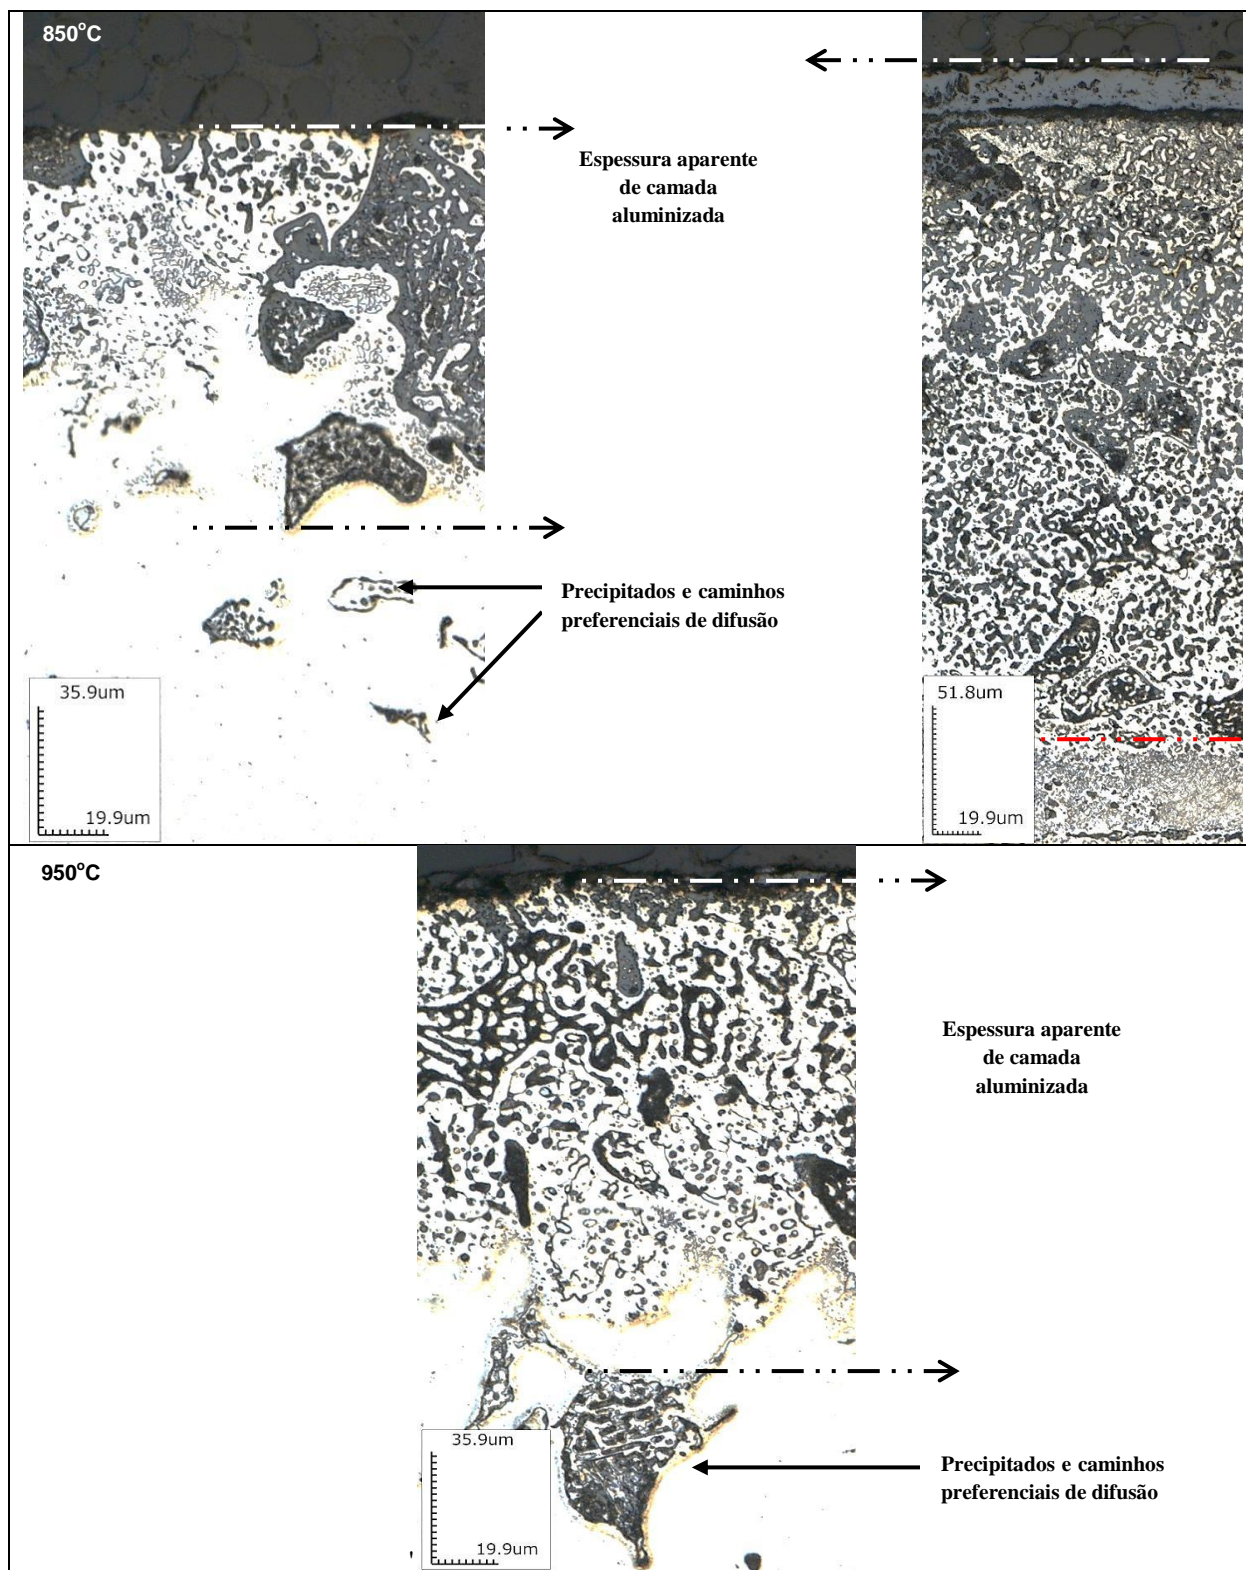 850°C
Espessura aparente
de camada
aluminizada
Precipitados e caminhos
preferenciais de difusão
35.9um
19.9um
51.8um
19.9um
950°C
Espessura aparente
de camada
aluminizada
Precipitados e caminhos
preferenciais de difusão
35.9um
19.9um